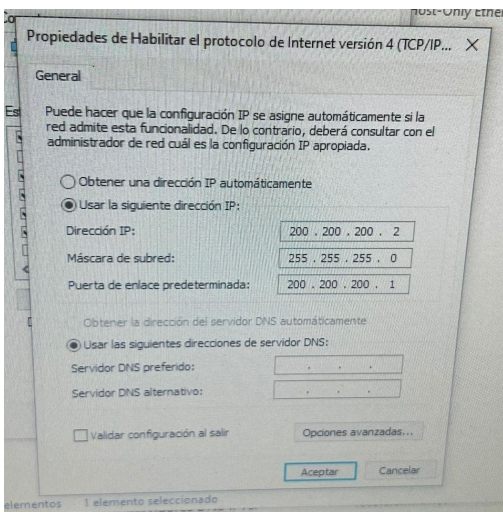 Host-Only Ether
Propiedades de Habilitar el protocolo de Internet versión 4 (TCP/IP...
General
Puede hacer que la configuración IP se asigne automáticamente si la
red admite esta funcionalidad. De lo contrario, deberá consultar con el
administrador de red cuál es la configuración IP apropiada.
Obtener una dirección IP automáticamente
Usar la siguiente dirección IP:
Dirección IP: 200 . 200 . 200 . 2
Máscara de subred: 255 . 255 . 255 . 0
Puerta de enlace predeterminada: 200 . 200 . 200 . 1
Obtener la dirección del servidor DNS automáticamente
Usar las siguientes direcciones de servidor DNS:
Servidor DNS preferido: . . .
Servidor DNS alternativo: . . .
Validar configuración al salir Opciones avanzadas...
Aceptar Cancelar
elementos 1 elemento seleccionado